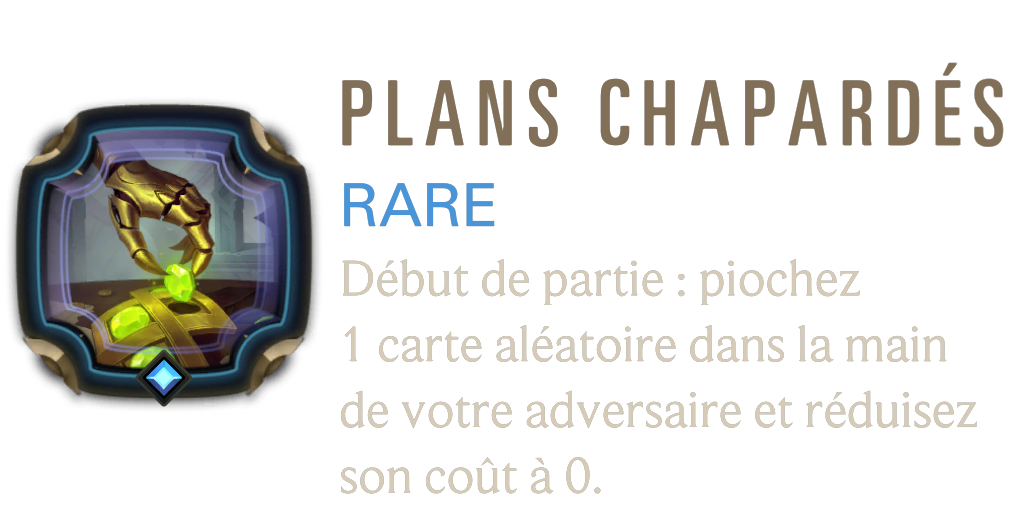 PLANS CHAPARDÉS
RARE
Début de partie : piochez
1 carte aléatoire dans la main
de votre adversaire et réduisez
son coût à 0.